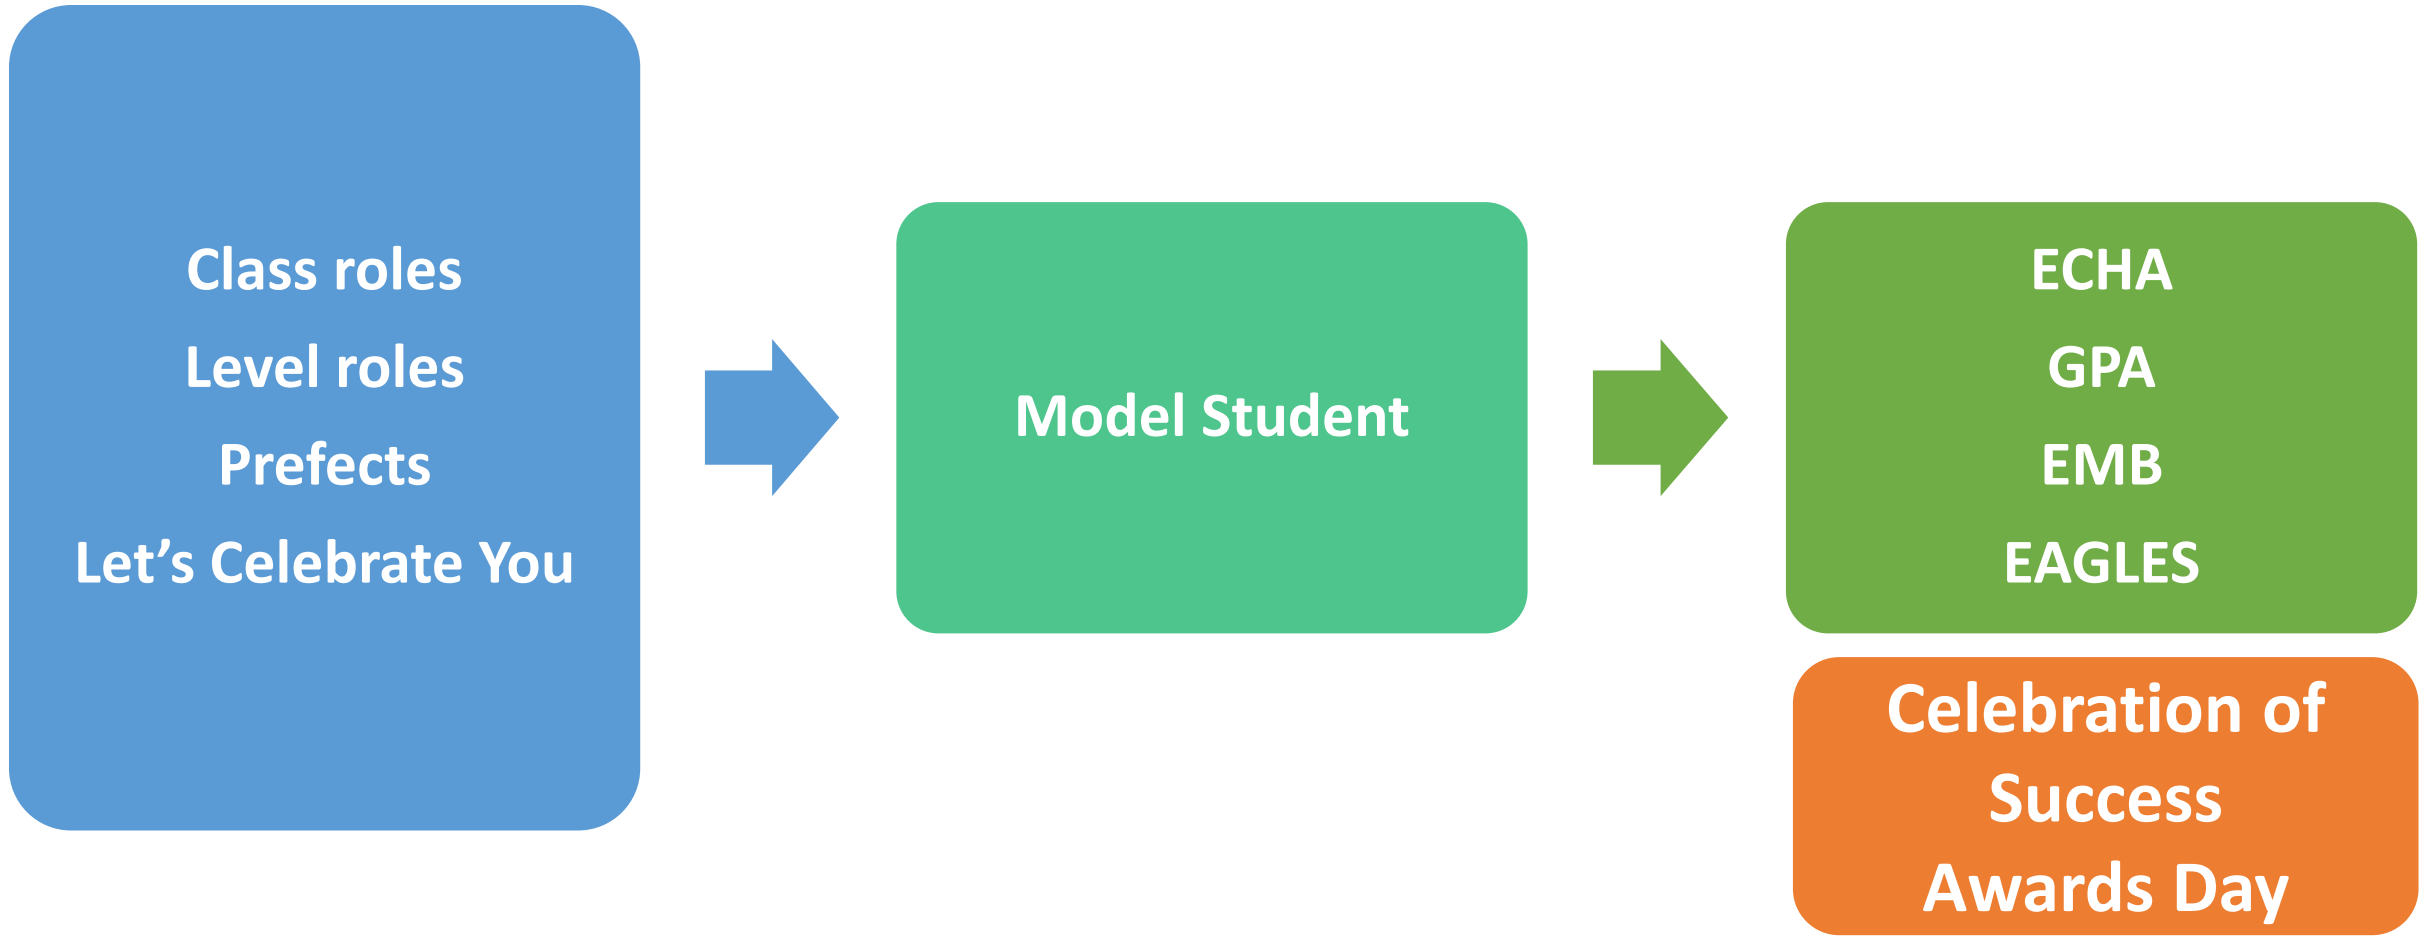 Class roles
Level roles
Prefects
Let’s Celebrate You
Model Student
ECHA
GPA
EMB
EAGLES
Celebration of
Success
Awards Day